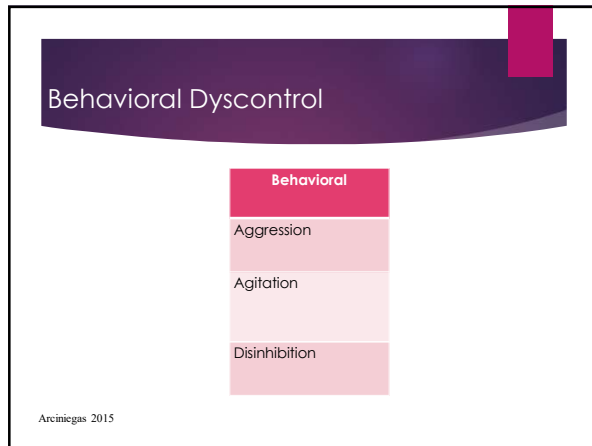 Behavioral Dyscontrol
Behavioral
Aggression
Agitation
Disinhibition
Arciniegas 2015